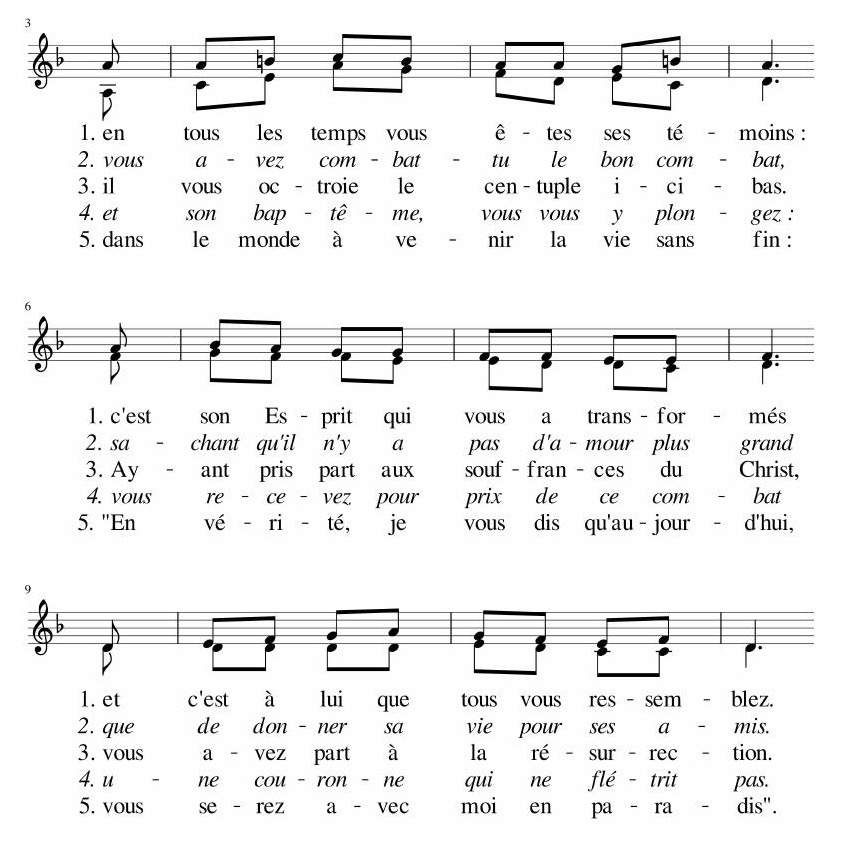 3
1. en tous les temps vous ê - tes ses té - moins :
2. vous a - vez com - bat - tu le bon com - bat,
3. il vous oc - troie le cen - tuple i - ci - bas.
4. et son bap - tê - me, vous vous y plon - gez :
5. dans le monde à ve - nir la vie sans fin :
6
1. c'est son Es - prit qui vous a trans - for - més
2. sa - chant qu'il n'y a pas d'a - mour plus grand
3. Ay - ant pris part aux souf - fran - ces du Christ,
4. vous re - ce - vez pour prix de ce com - bat
5. "En vé - ri - té, je vous dis qu'au - jour - d'hui,
9
1. et c'est à lui que tous vous res - sem - blez.
2. que de don - ner sa vie pour ses a - mis.
3. vous a - vez part à la ré - sur - rec - tion.
4. u - ne cou - ron - ne qui ne flé - trit pas.
5. vous se - rez a - vec moi en pa - ra - dis".